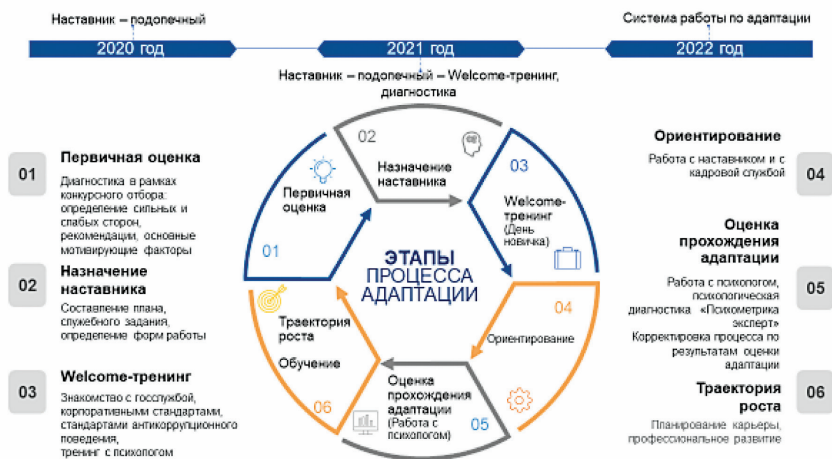 Наставник – подопечный
Система работы по адаптации
2020 год
2021 год
2022 год
Наставник – подопечный – Welcome-тренинг,
диагностика
01
Первичная оценка
Диагностика в рамках
конкурсного отбора:
определение сильных и
слабых сторон,
рекомендации, основные
мотивирующие факторы
02
Назначение
наставника
Составление плана,
служебного задания,
определение форм работы
03
Welcome-тренинг
Знакомство с госслужбой,
корпоративными стандартами,
стандартами антикоррупционного
поведения,
тренинг с психологом
ЭТАПЫ
ПРОЦЕССА
АДАПТАЦИИ
Первичная
оценка
01
02
Назначение
наставника
03
Welcome-
тренинг
(День
новичка)
04
Ориентирование
Оценка
прохождения
адаптации
(Работа с
психологом)
05
Траектория
роста
Обучение
06
Ориентирование
Работа с наставником и с
кадровой службой
04
Оценка
прохождения
адаптации
Работа с психологом,
психологическая
диагностика «Психометрика
эксперт»
Корректировка процесса по
результатам оценки
адаптации
05
Траектория
роста
Планирование карьеры,
профессиональное развитие
06